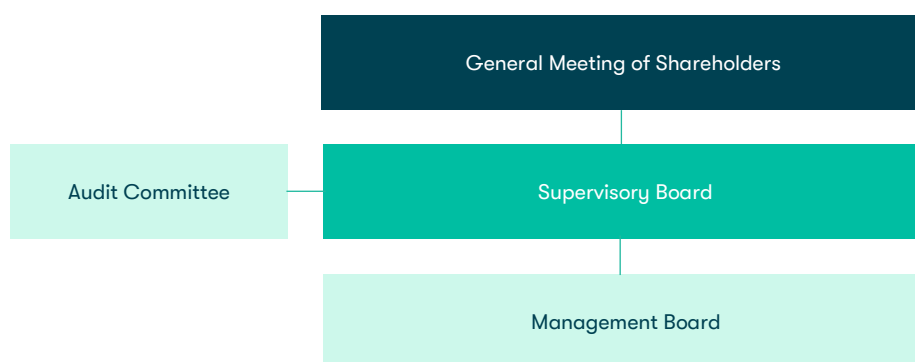 General Meeting of Shareholders
Audit Committee
Supervisory Board
Management Board